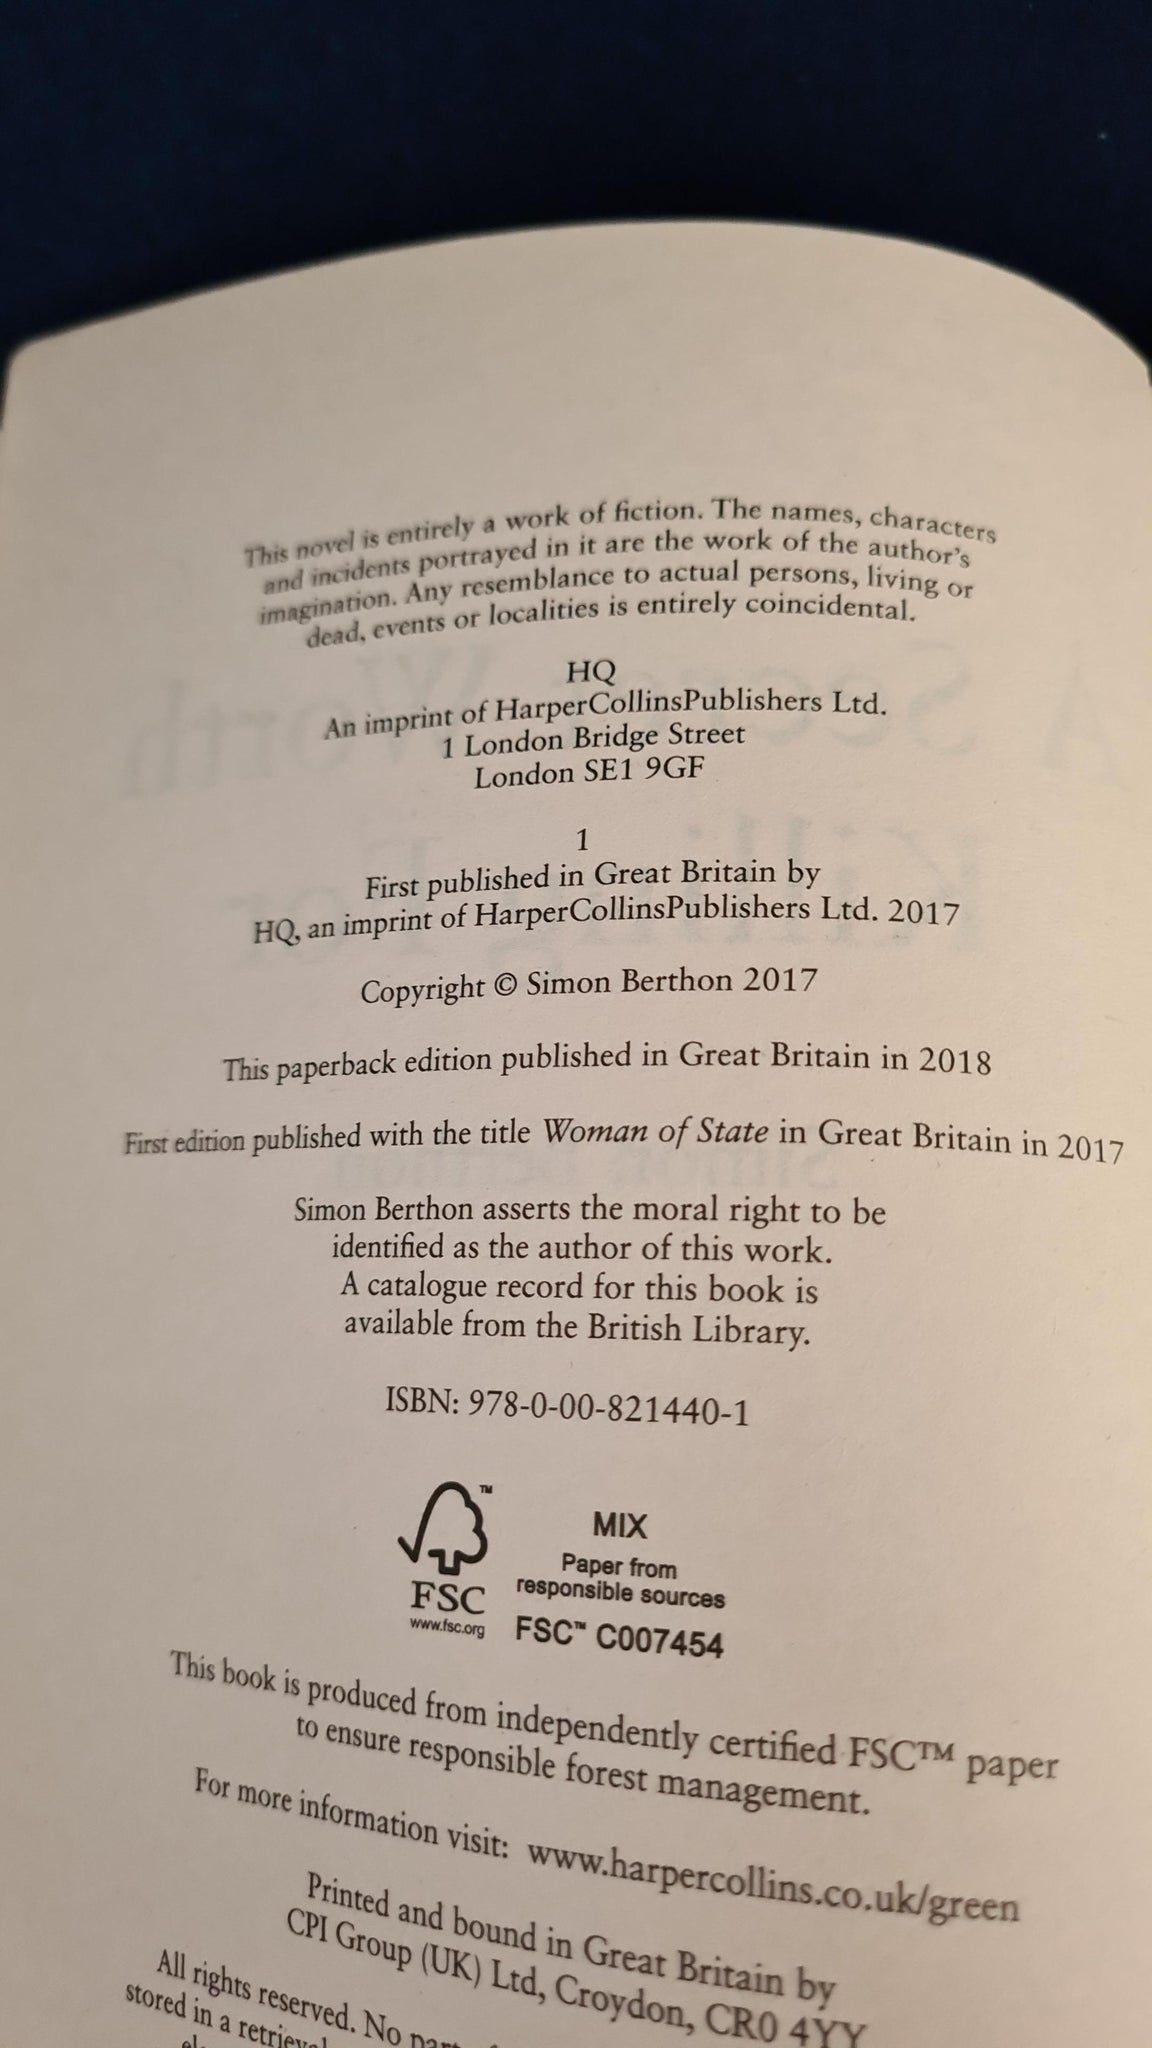 This novel is entirely a work of fiction. The names, characters
and incidents portrayed in it are the work of the author's
imagination. Any resemblance to actual persons, living or
dead, events or localities is entirely coincidental.
HQ
An imprint of HarperCollinsPublishers Ltd.
1 London Bridge Street
London SE1 9GF
1
First published in Great Britain by
HQ, an imprint of HarperCollinsPublishers Ltd. 2017
Copyright © Simon Berthon 2017
This paperback edition published in Great Britain in 2018
First edition published with the title Woman of State in Great Britain in 2017
Simon Berthon asserts the moral right to be
identified as the author of this work.
A catalogue record for this book is
available from the British Library.
ISBN: 978-0-00-821440-1
MIX
Paper from
responsible sources
FSC™ C007454
™
FSC
www.fsc.org
This book is produced from independently certified FSC™ paper
to ensure responsible forest management.
For more information visit: www.harpercollins.co.uk/green
Printed and bound in Great Britain by
CPI Group (UK) Ltd, Croydon, CR0 4YY
All rights reserved. No
stored in a